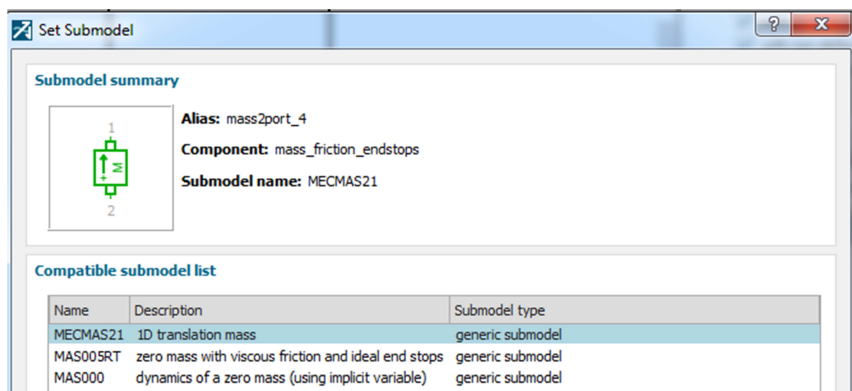 Set Submodel
?
X
Submodel summary
1
M
2
Alias: mass2port_4
Component: mass_friction_endstops
Submodel name: MECMAS21
Compatible submodel list
Name Description Submodel type
MECMAS21 1D translation mass generic submodel
MAS005RT zero mass with viscous friction and ideal end stops generic submodel
MAS000 dynamics of a zero mass (using implicit variable) generic submodel